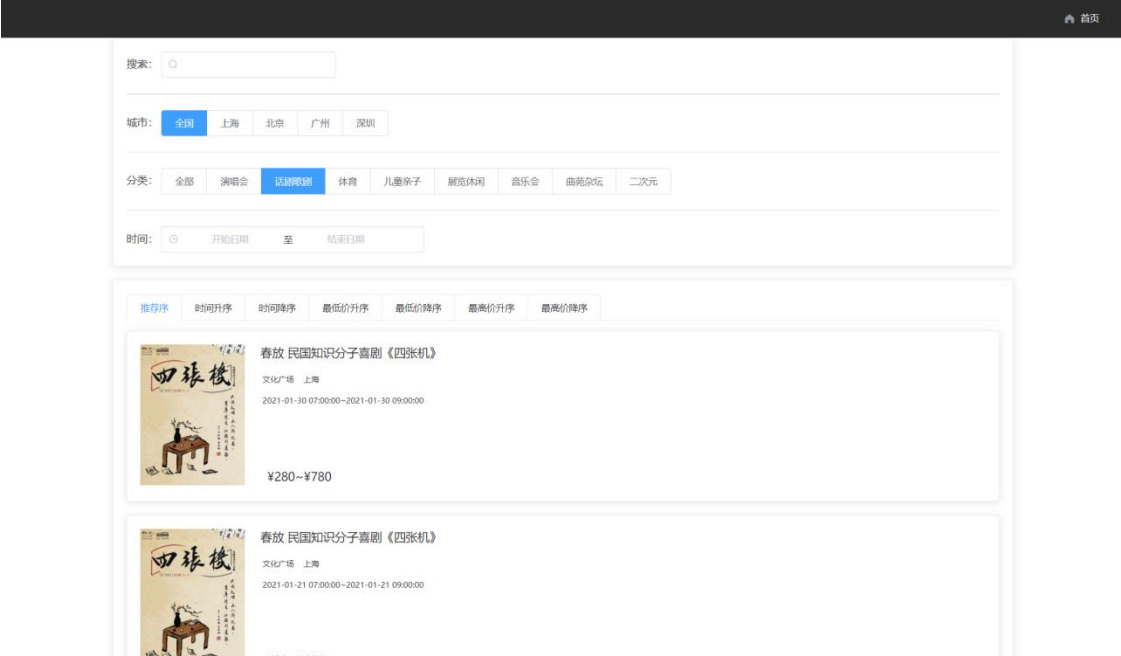 首页
搜索:
城市: 全国 上海 北京 广州 深圳
分类: 全部 演唱会 话剧歌剧 体育 儿童亲子 展览休闲 音乐会 曲苑杂坛 二次元
时间: 开始日期 至 结束日期
推荐序 时间升序 时间降序 最低价升序 最低价降序 最高价升序 最高价降序
四張機
春放 民国知识分子喜剧《四张机》
文化广场 上海
2021-01-30 07:00:00~2021-01-30 09:00:00
¥280~¥780
四張機
春放 民国知识分子喜剧《四张机》
文化广场 上海
2021-01-21 07:00:00~2021-01-21 09:00:00